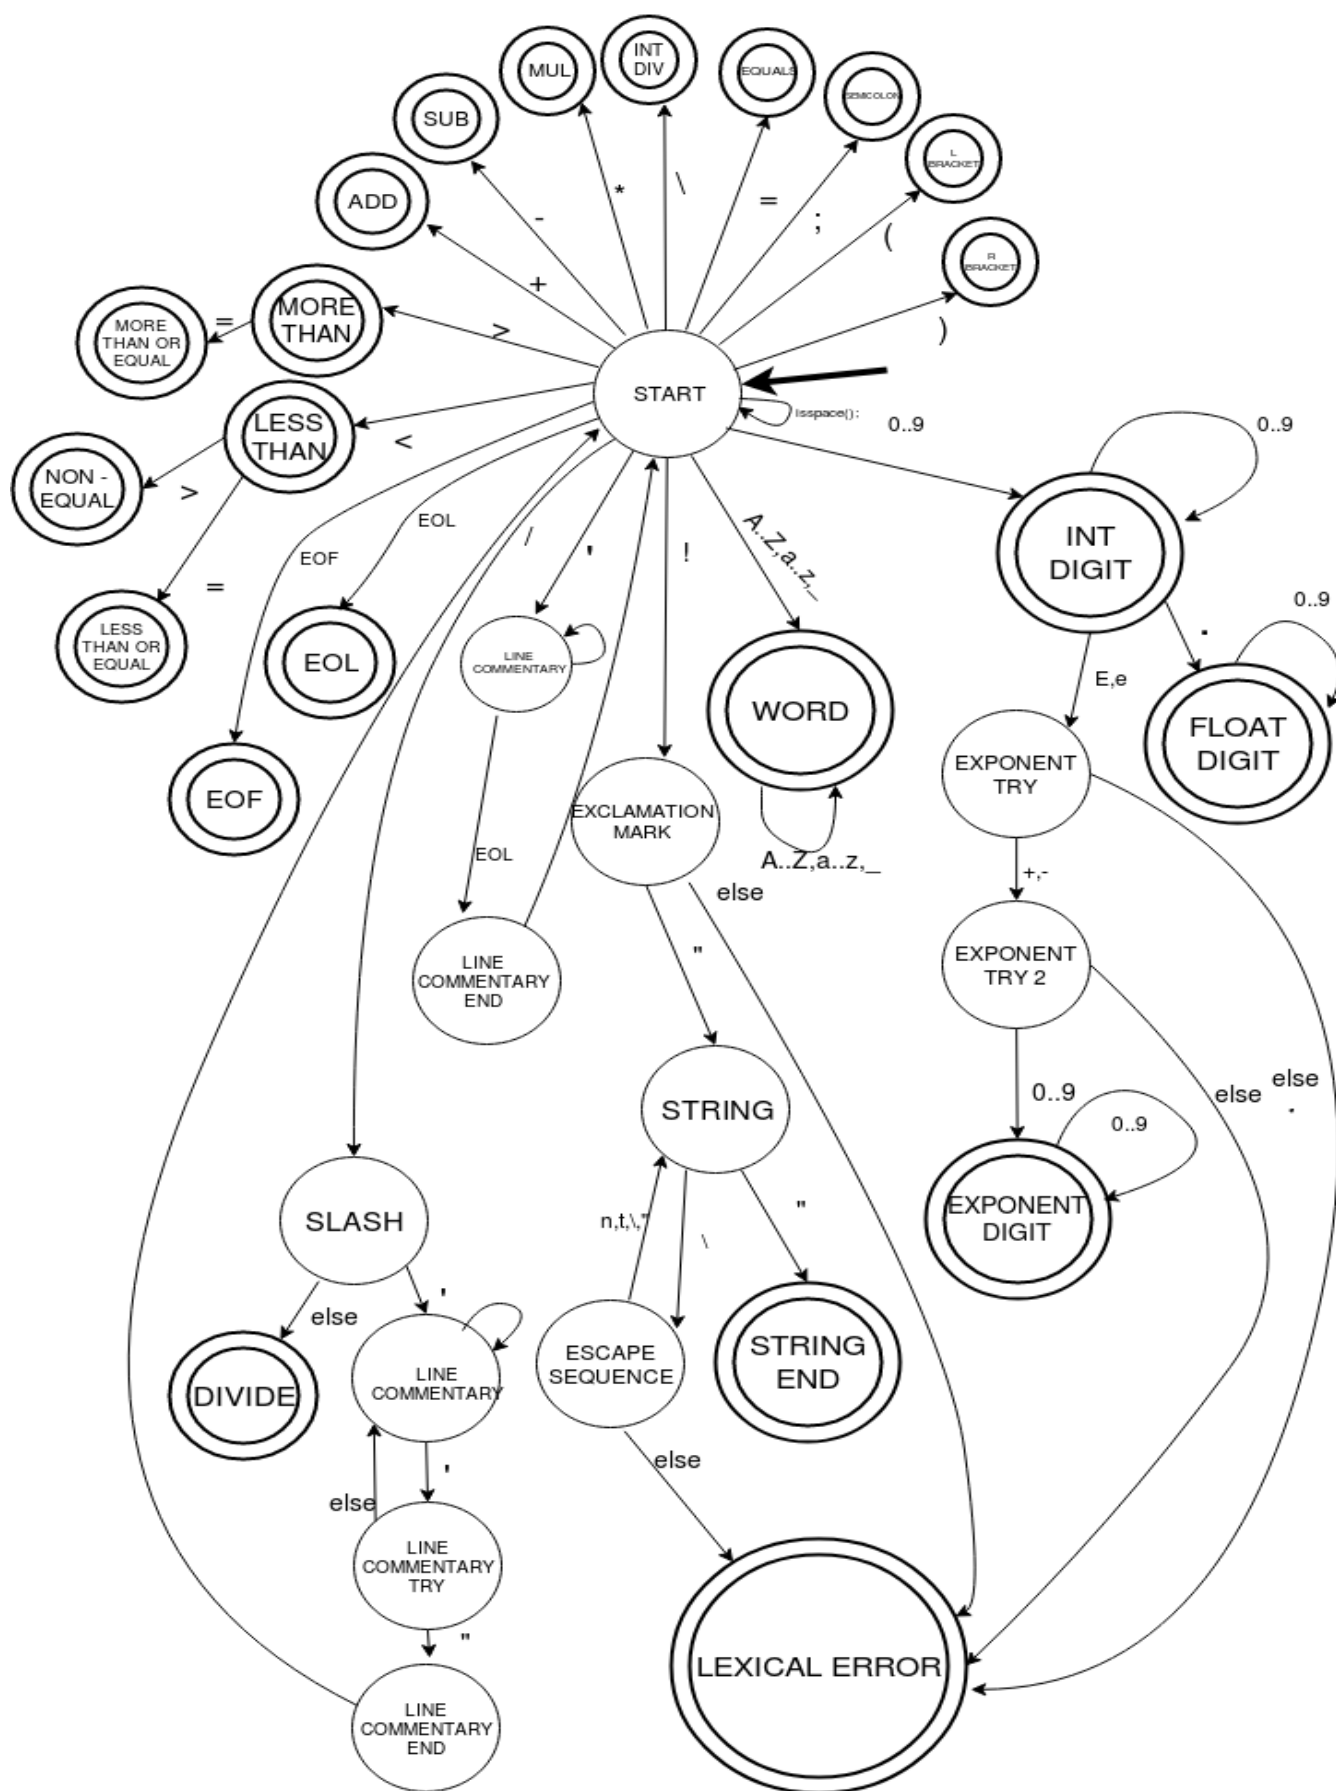 INT
DIV
MUL
EQUALS
SEMICOLON
SUB
L
BRACKET
ADD
R
BRACKET
*
\
=
;
(
-
+
)
MORE
THAN
MORE
THAN OR
EQUAL
=
>
START
isspace();
0..9
0..9
LESS
THAN
<
NON -
EQUAL
>
=
EOL
EOF
/
'
!
A..Z,a..z,_
INT
DIGIT
0..9
.
LESS
THAN OR
EQUAL
EOL
LINE
COMMENTARY
WORD
E,e
FLOAT
DIGIT
EOF
EXPONENT
TRY
EXCLAMATION
MARK
EOL
A..Z,a..z,_
else
+,-
LINE
COMMENTARY
END
"
EXPONENT
TRY 2
STRING
else
else
.
0..9
0..9
SLASH
n,t,\,"
\
"
EXPONENT
DIGIT
else
'
DIVIDE
LINE
COMMENTARY
ESCAPE
SEQUENCE
STRING
END
else
'
else
LINE
COMMENTARY
TRY
"
LEXICAL ERROR
LINE
COMMENTARY
END